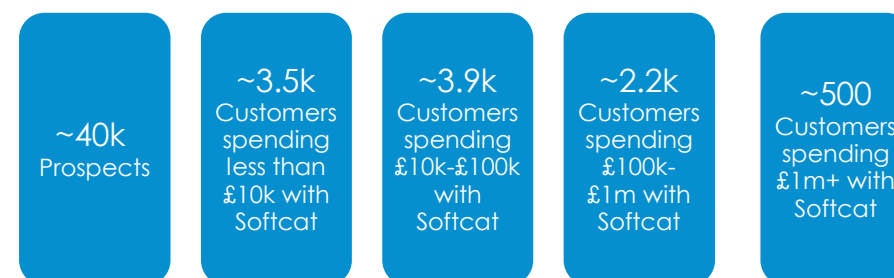 ~40k
Prospects
~3.5k
Customers
spending
less than
£10k with
Softcat
~3.9k
Customers
spending
£10k-£100k
with
Softcat
~2.2k
Customers
spending
£100k-
£1m with
Softcat
~500
Customers
spending
£1m+ with
Softcat